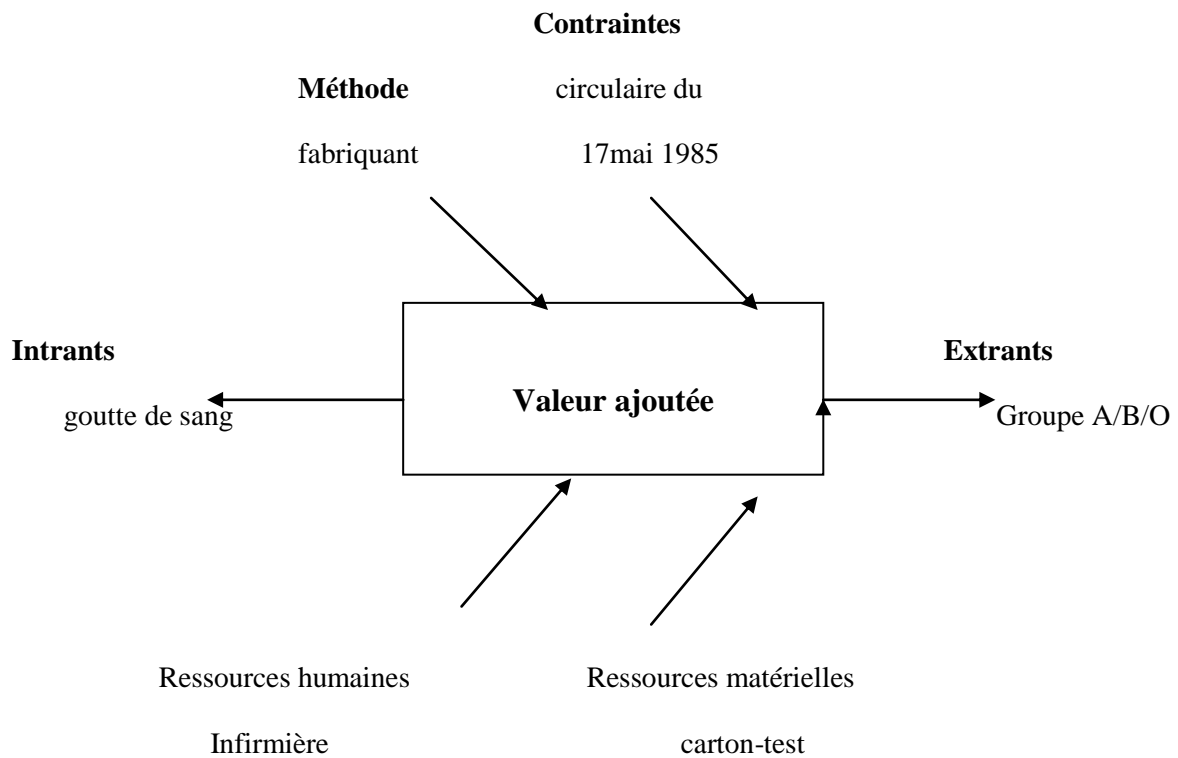 Contraintes
Méthode circulaire du
fabriquant 17mai 1985
Intrants Extrants
Valeur ajoutée
goutte de sang Groupe A/B/O
Ressources humaines Ressources matérielles
Infirmière carton-test